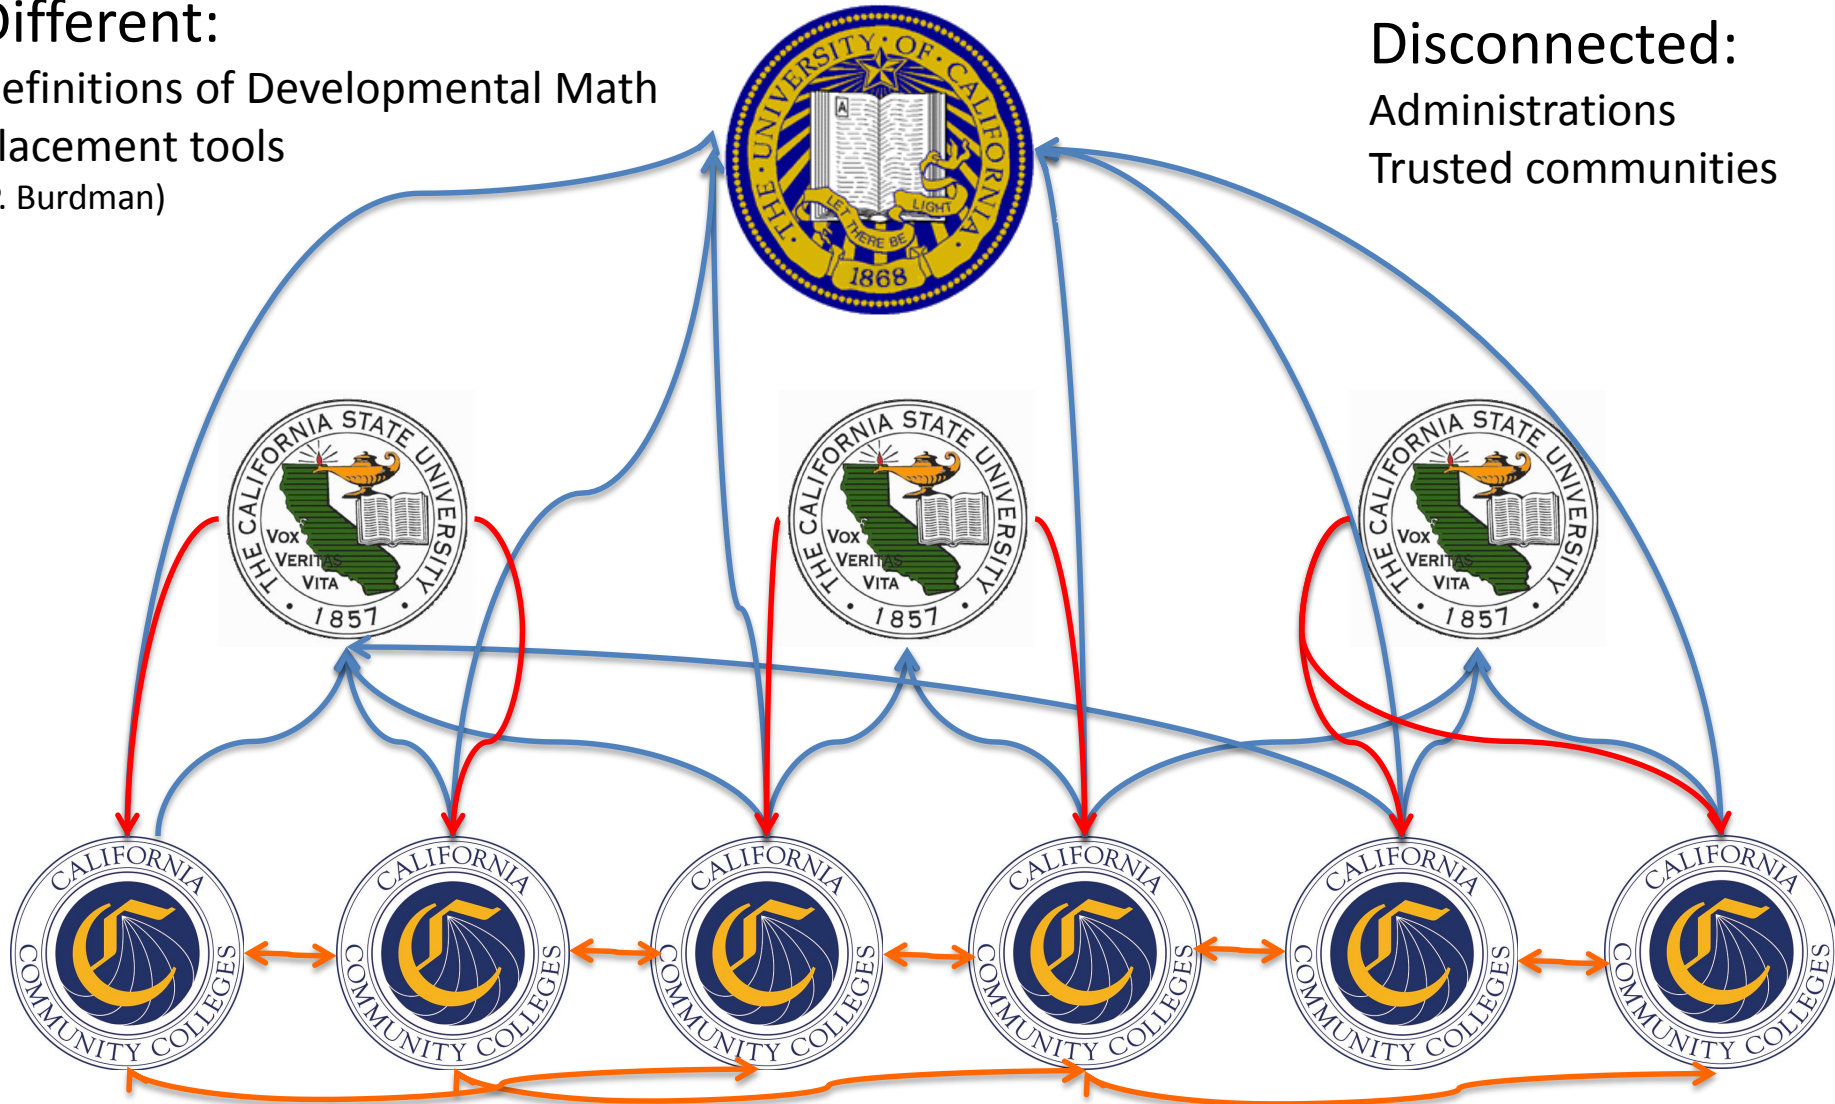 Different:
efinitions of Developmental Math
lacement tools
. Burdman)
Disconnected:
Administrations
Trusted communities
THE · UNIVERSITY · OF · CALIFORNIA
A
LET THERE BE LIGHT
1868
THE CALIFORNIA STATE UNIVERSITY
VOX
VERITAS
VITA
· 1857 ·
THE CALIFORNIA STATE UNIVERSITY
VOX
VERITAS
VITA
· 1857 ·
THE CALIFORNIA STATE UNIVERSITY
VOX
VERITAS
VITA
· 1857 ·
CALIFORNIA
COMMUNITY COLLEGES
C
CALIFORNIA
COMMUNITY COLLEGES
C
CALIFORNIA
COMMUNITY COLLEGES
C
CALIFORNIA
COMMUNITY COLLEGES
C
CALIFORNIA
COMMUNITY COLLEGES
C
CALIFORNIA
COMMUNITY COLLEGES
C